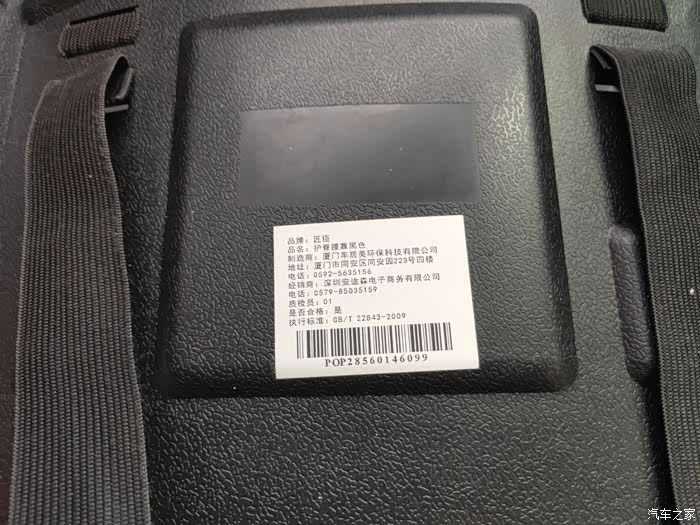 品牌：匠臣
品名：护脊腰靠黑色
制造商：厦门车居美环保科技有限公司
地址：厦门市同安区同安园223号四楼
电话：0592-5635156
经销商：深圳安途森电子商务有限公司
电话：0579-85035159
质检员：01
是否合格：是
执行标准：GB/T 22843-2009
POP28560146099
汽车之家